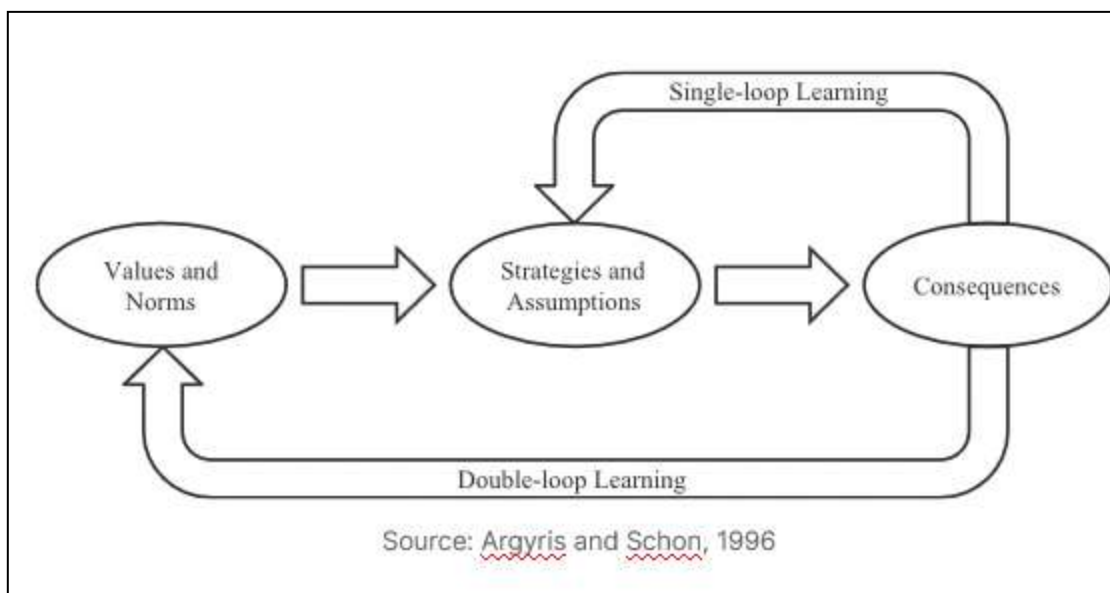 Single-loop Learning
Values and
Norms
Strategies and
Assumptions
Consequences
Double-loop Learning
Source: Argyris and Schon, 1996